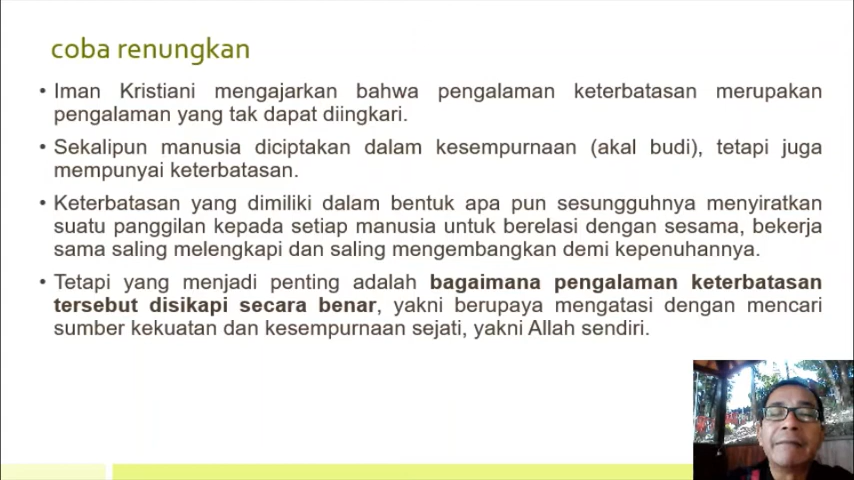 coba renungkan
• Iman Kristiani mengajarkan bahwa pengalaman keterbatasan merupakan
pengalaman yang tak dapat diingkari.
• Sekalipun manusia diciptakan dalam kesempurnaan (akal budi), tetapi juga
mempunyai keterbatasan.
• Keterbatasan yang dimiliki dalam bentuk apa pun sesungguhnya menyiratkan
suatu panggilan kepada setiap manusia untuk berelasi dengan sesama, bekerja
sama saling melengkapi dan saling mengembangkan demi kepenuhannya.
• Tetapi yang menjadi penting adalah bagaimana pengalaman keterbatasan
tersebut disikapi secara benar, yakni berupaya mengatasi dengan mencari
sumber kekuatan dan kesempurnaan sejati, yakni Allah sendiri.